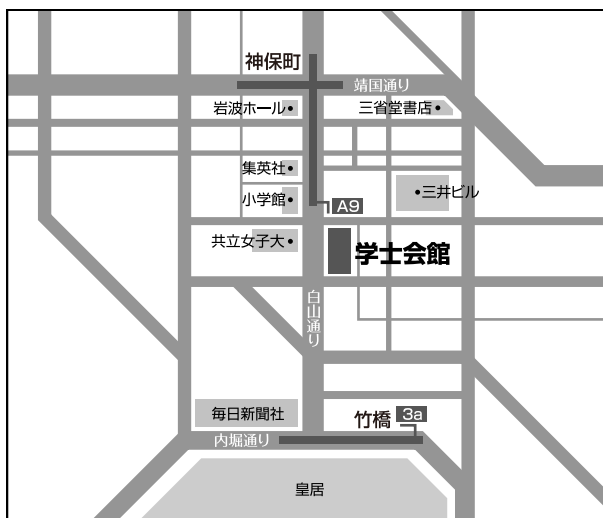 神保町
靖国通り
岩波ホール
三省堂書店
集英社
小学館
A9
三井ビル
共立女子大
学士会館
白山通り
毎日新聞社
竹橋
3a
内堀通り
皇居